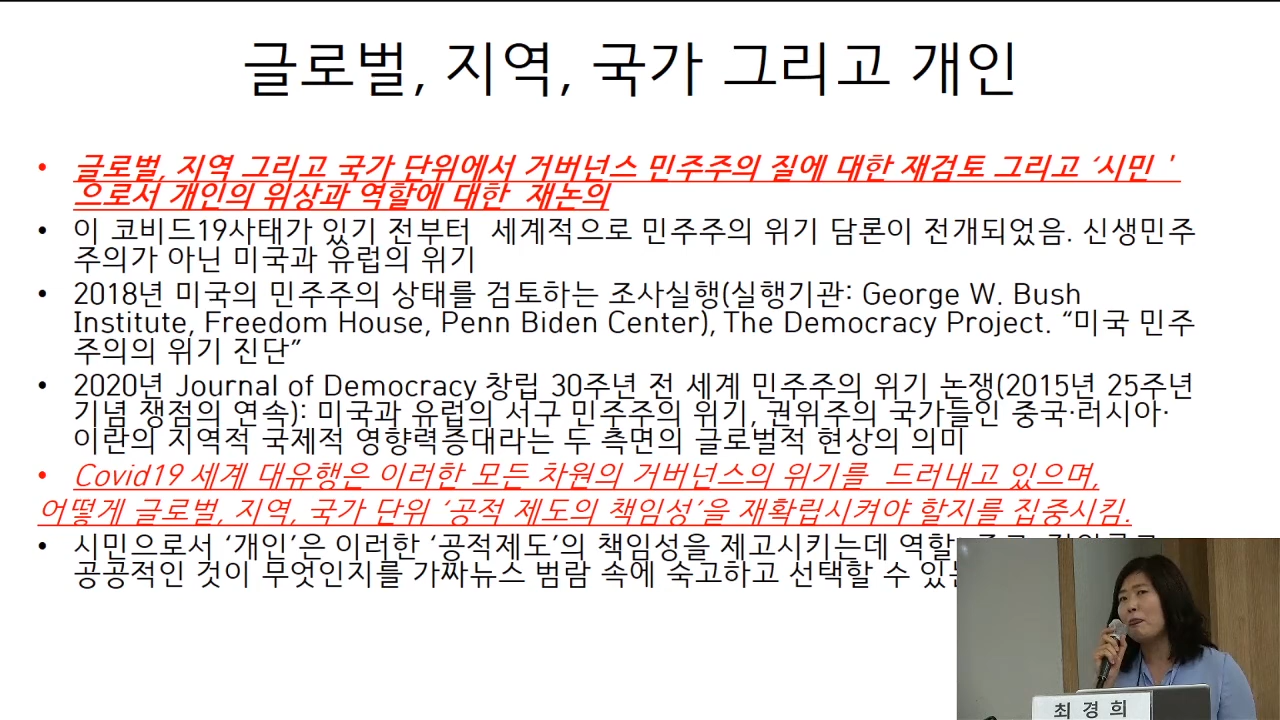 글로벌, 지역, 국가 그리고 개인
• 글로벌, 지역 그리고 국가 단위에서 거버넌스 민주주의 질에 대한 재검토 그리고 ‘시민 '
으로서 개인의 위상과 역할에 대한 재논의
• 이 코비드19사태가 있기 전부터 세계적으로 민주주의 위기 담론이 전개되었음. 신생민주
주의가 아닌 미국과 유럽의 위기
• 2018년 미국의 민주주의 상태를 검토하는 조사실행(실행기관: George W. Bush
Institute, Freedom House, Penn Biden Center), The Democracy Project. “미국 민주
주의의 위기 진단”
• 2020년 Journal of Democracy 창립 30주년 전 세계 민주주의 위기 논쟁(2015년 25주년
기념 쟁점의 연속): 미국과 유럽의 서구 민주주의 위기, 권위주의 국가들인 중국·러시아·
이란의 지역적 국제적 영향력증대라는 두 측면의 글로벌적 현상의 의미
• Covid19 세계 대유행은 이러한 모든 차원의 거버넌스의 위기를 드러내고 있으며,
어떻게 글로벌, 지역, 국가 단위 ‘공적 제도의 책임성’을 재확립시켜야 할지를 집중시킴.
• 시민으로서 ‘개인’은 이러한 ‘공적제도’의 책임성을 제고시키는데 역할
공공적인 것이 무엇인지를 가짜뉴스 범람 속에 숙고하고 선택할 수
최경희